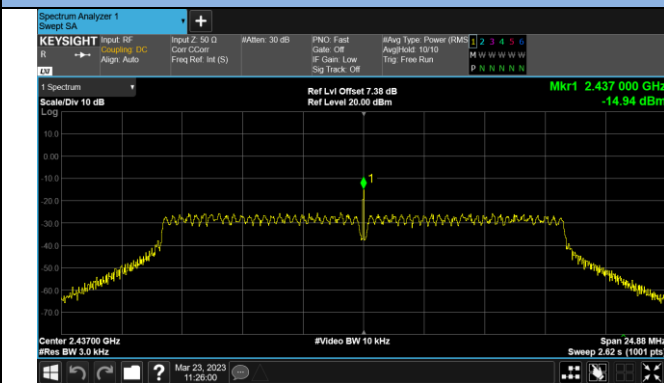 Spectrum Analyzer 1
Swept SA
+
KEYSIGHT Input: RF Input Z: 50 Ω #Atten: 30 dB PNO: Fast #Avg Type: Power (RMS 1 2 3 4 5 6
R Coupling: DC Corr CCorr Gate: Off Avg|Hold: 10/10 M W W W W W
Align: Auto Freq Ref: Int (S) IF Gain: Low Trig: Free Run
LXI Sig Track: Off P N N N N N
1 Spectrum Ref Lvl Offset 7.38 dB Mkr1 2.437 000 GHz
Scale/Div 10 dB Ref Level 20.00 dBm -14.94 dBm
Log
10.0
0.00
-10.0
1
-20.0
-30.0
-40.0
-50.0
-60.0
-70.0
Center 2.43700 GHz #Video BW 10 kHz Span 24.88 MHz
#Res BW 3.0 kHz Sweep 2.62 s (1001 pts)
? Mar 23, 2023
11:26:00